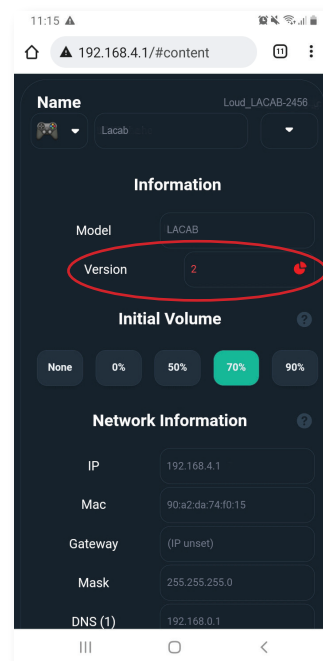 11:15
192.168.4.1/#content
11
Name Loud_LACAB-2456
Lacab
Information
Model LACAB
Version 2
Initial Volume ?
None 0% 50% 70% 90%
Network Information ?
IP 192.168.4.1
Mac 90:a2:da:74:f0:15
Gateway (IP unset)
Mask 255.255.255.0
DNS (1) 192.168.0.1